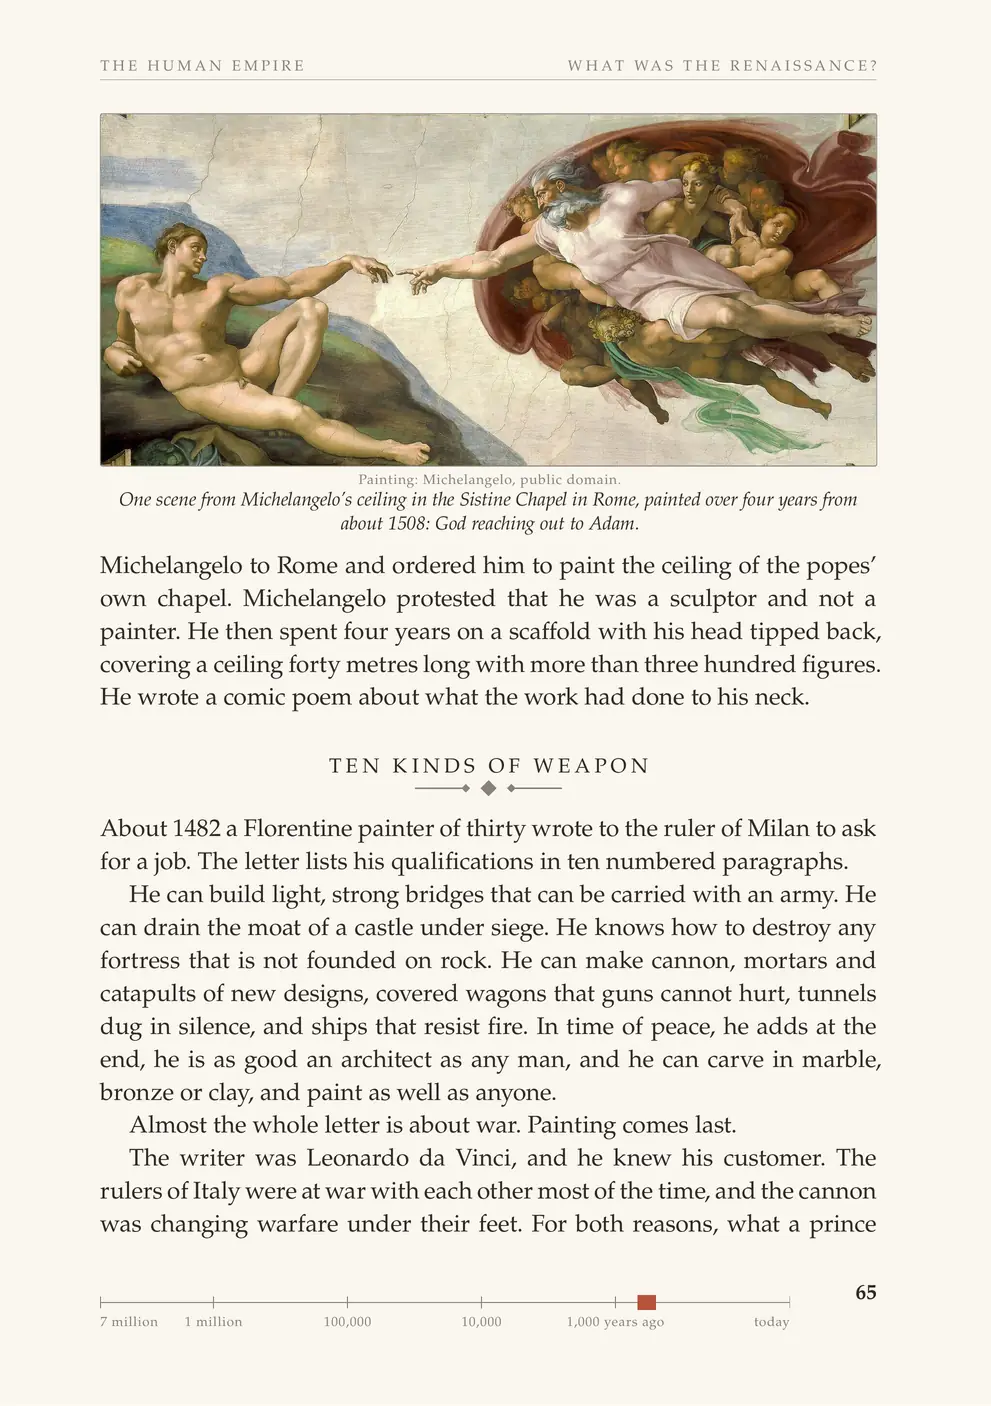 THE HUMAN EMPIRE
WHAT WAS THE RENAISSANCE?
Painting: Michelangelo, public domain.
One scene from Michelangelo’s ceiling in the Sistine Chapel in Rome, painted over four years from
about 1508: God reaching out to Adam.
Michelangelo to Rome and ordered him to paint the ceiling of the popes’
own chapel. Michelangelo protested that he was a sculptor and not a
painter. He then spent four years on a scaffold with his head tipped back,
covering a ceiling forty metres long with more than three hundred figures.
He wrote a comic poem about what the work had done to his neck.
TEN KINDS OF WEAPON
About 1482 a Florentine painter of thirty wrote to the ruler of Milan to ask
for a job. The letter lists his qualifications in ten numbered paragraphs.
He can build light, strong bridges that can be carried with an army. He
can drain the moat of a castle under siege. He knows how to destroy any
fortress that is not founded on rock. He can make cannon, mortars and
catapults of new designs, covered wagons that guns cannot hurt, tunnels
dug in silence, and ships that resist fire. In time of peace, he adds at the
end, he is as good an architect as any man, and he can carve in marble,
bronze or clay, and paint as well as anyone.
Almost the whole letter is about war. Painting comes last.
The writer was Leonardo da Vinci, and he knew his customer. The
rulers of Italy were at war with each other most of the time, and the cannon
was changing warfare under their feet. For both reasons, what a prince
65
7 million 1 million 100,000 10,000 1,000 years ago today